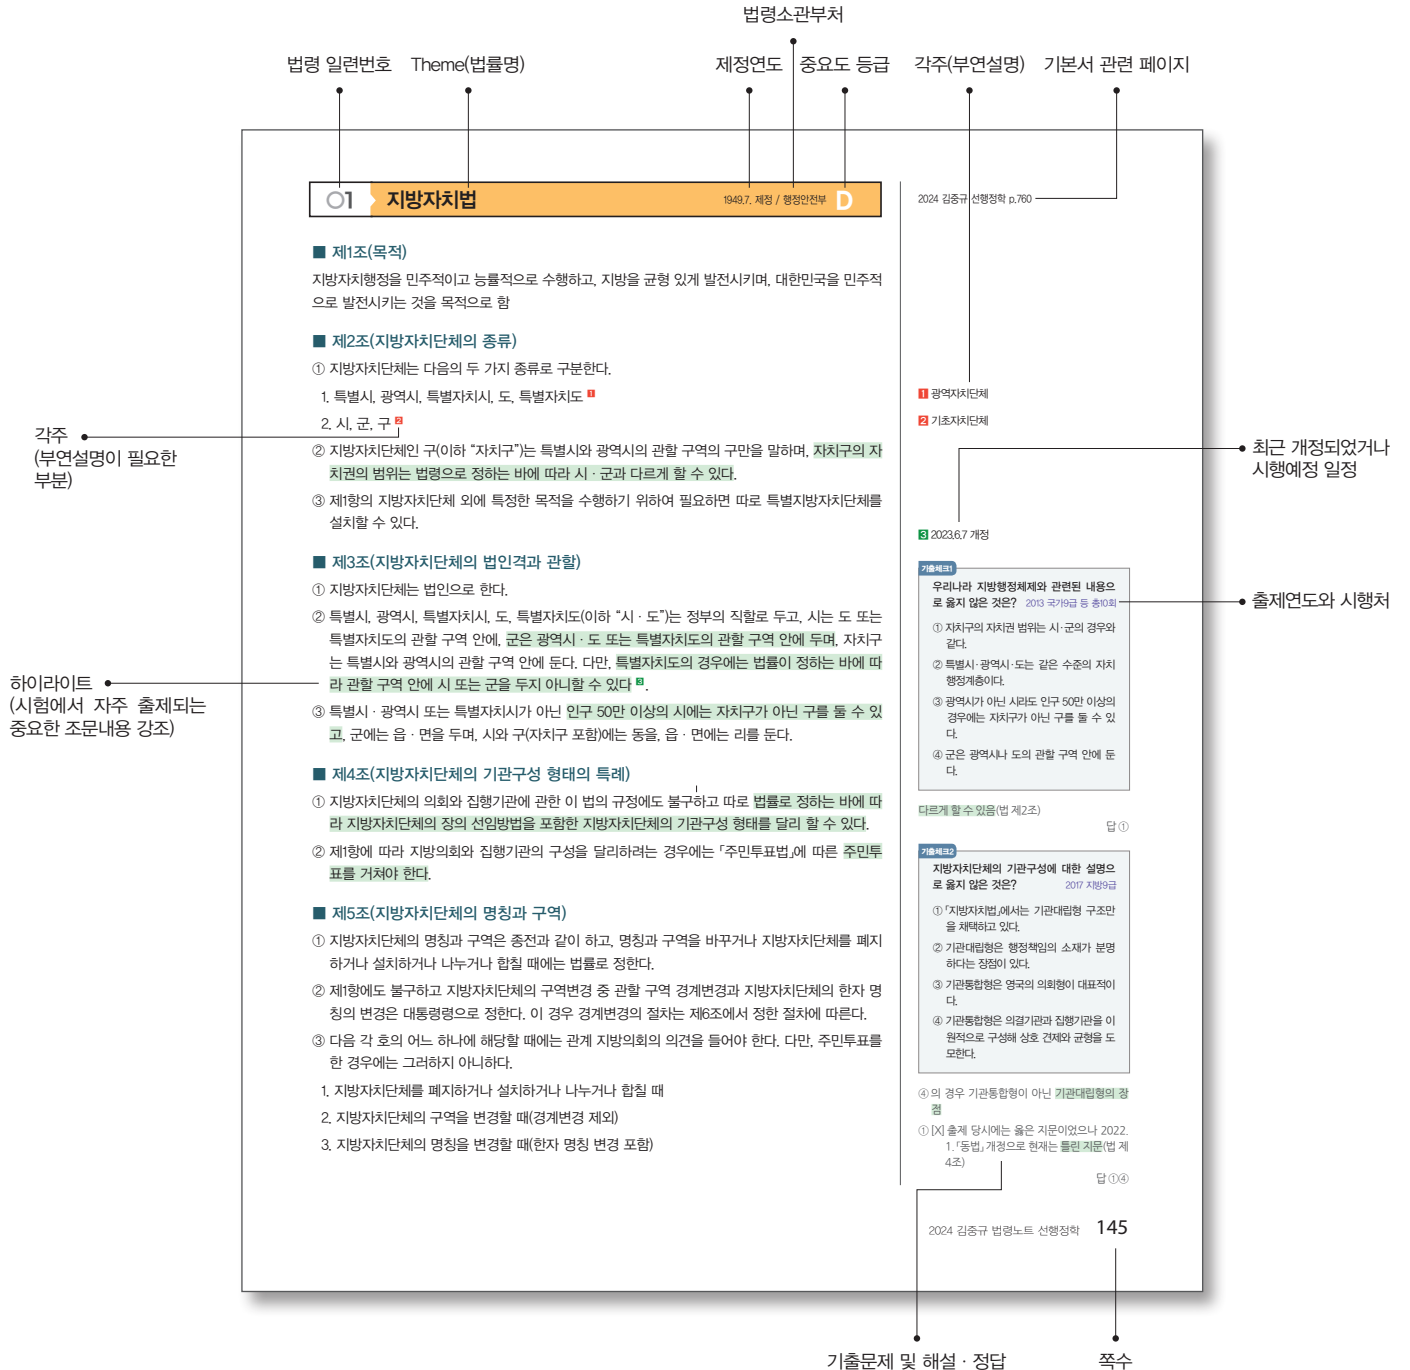 법령소관부처
법령 일련번호 Theme(법률명) 제정연도 중요도 등급 각주(부연설명) 기본서 관련 페이지
01 지방자치법 1949.7. 제정 / 행정안전부 D
2024 김중규 선행정학 p.760
■ 제1조(목적)
지방자치행정을 민주적이고 능률적으로 수행하고, 지방을 균형 있게 발전시키며, 대한민국을 민주적
으로 발전시키는 것을 목적으로 함
■ 제2조(지방자치단체의 종류)
① 지방자치단체는 다음의 두 가지 종류로 구분한다.
1. 특별시, 광역시, 특별자치시, 도, 특별자치도 1
2. 시, 군, 구 2
② 지방자치단체인 구(이하 “자치구”)는 특별시와 광역시의 관할 구역의 구만을 말하며, 자치구의 자
치권의 범위는 법령으로 정하는 바에 따라 시 · 군과 다르게 할 수 있다.
③ 제1항의 지방자치단체 외에 특정한 목적을 수행하기 위하여 필요하면 따로 특별지방자치단체를
설치할 수 있다.
■ 제3조(지방자치단체의 법인격과 관할)
① 지방자치단체는 법인으로 한다.
② 특별시, 광역시, 특별자치시, 도, 특별자치도(이하 “시 · 도”)는 정부의 직할로 두고, 시는 도 또는
특별자치도의 관할 구역 안에, 군은 광역시 · 도 또는 특별자치도의 관할 구역 안에 두며, 자치구
는 특별시와 광역시의 관할 구역 안에 둔다. 다만, 특별자치도의 경우에는 법률이 정하는 바에 따
라 관할 구역 안에 시 또는 군을 두지 아니할 수 있다 3.
③ 특별시 · 광역시 또는 특별자치시가 아닌 인구 50만 이상의 시에는 자치구가 아닌 구를 둘 수 있
고, 군에는 읍 · 면을 두며, 시와 구(자치구 포함)에는 동을, 읍 · 면에는 리를 둔다.
■ 제4조(지방자치단체의 기관구성 형태의 특례)
① 지방자치단체의 의회와 집행기관에 관한 이 법의 규정에도 불구하고 따로 법률로 정하는 바에 따
라 지방자치단체의 장의 선임방법을 포함한 지방자치단체의 기관구성 형태를 달리 할 수 있다.
② 제1항에 따라 지방의회와 집행기관의 구성을 달리하려는 경우에는 「주민투표법」에 따른 주민투
표를 거쳐야 한다.
■ 제5조(지방자치단체의 명칭과 구역)
① 지방자치단체의 명칭과 구역은 종전과 같이 하고, 명칭과 구역을 바꾸거나 지방자치단체를 폐지
하거나 설치하거나 나누거나 합칠 때에는 법률로 정한다.
② 제1항에도 불구하고 지방자치단체의 구역변경 중 관할 구역 경계변경과 지방자치단체의 한자 명
칭의 변경은 대통령령으로 정한다. 이 경우 경계변경의 절차는 제6조에서 정한 절차에 따른다.
③ 다음 각 호의 어느 하나에 해당할 때에는 관계 지방의회의 의견을 들어야 한다. 다만, 주민투표를
한 경우에는 그러하지 아니하다.
1. 지방자치단체를 폐지하거나 설치하거나 나누거나 합칠 때
2. 지방자치단체의 구역을 변경할 때(경계변경 제외)
3. 지방자치단체의 명칭을 변경할 때(한자 명칭 변경 포함)
1 광역자치단체
2 기초자치단체
3 2023.6.7 개정
기출체크1
우리나라 지방행정체제와 관련된 내용으
로 옳지 않은 것은? 2013 국가9급 등 총10회
① 자치구의 자치권 범위는 시·군의 경우와
같다.
② 특별시·광역시·도는 같은 수준의 자치
행정계층이다.
③ 광역시가 아닌 시라도 인구 50만 이상의
경우에는 자치구가 아닌 구를 둘 수 있
다.
④ 군은 광역시나 도의 관할 구역 안에 둔
다.
다르게 할 수 있음(법 제2조)
답 ①
기출체크2
지방자치단체의 기관구성에 대한 설명으
로 옳지 않은 것은? 2017 지방9급
① 「지방자치법」에서는 기관대립형 구조만
을 채택하고 있다.
② 기관대립형은 행정책임의 소재가 분명
하다는 장점이 있다.
③ 기관통합형은 영국의 의회형이 대표적이
다.
④ 기관통합형은 의결기관과 집행기관을 이
원적으로 구성해 상호 견제와 균형을 도
모한다.
④ 의 경우 기관통합형이 아닌 기관대립형의 장
점
① [X] 출제 당시에는 옳은 지문이었으나 2022.
1. 「동법」 개정으로 현재는 틀린 지문(법 제
4조)
답 ①④
2024 김중규 법령노트 선행정학 145
각주
(부연설명이 필요한
부분)
하이라이트
(시험에서 자주 출제되는
중요한 조문내용 강조)
최근 개정되었거나
시행예정 일정
출제연도와 시행처
기출문제 및 해설 · 정답 쪽수